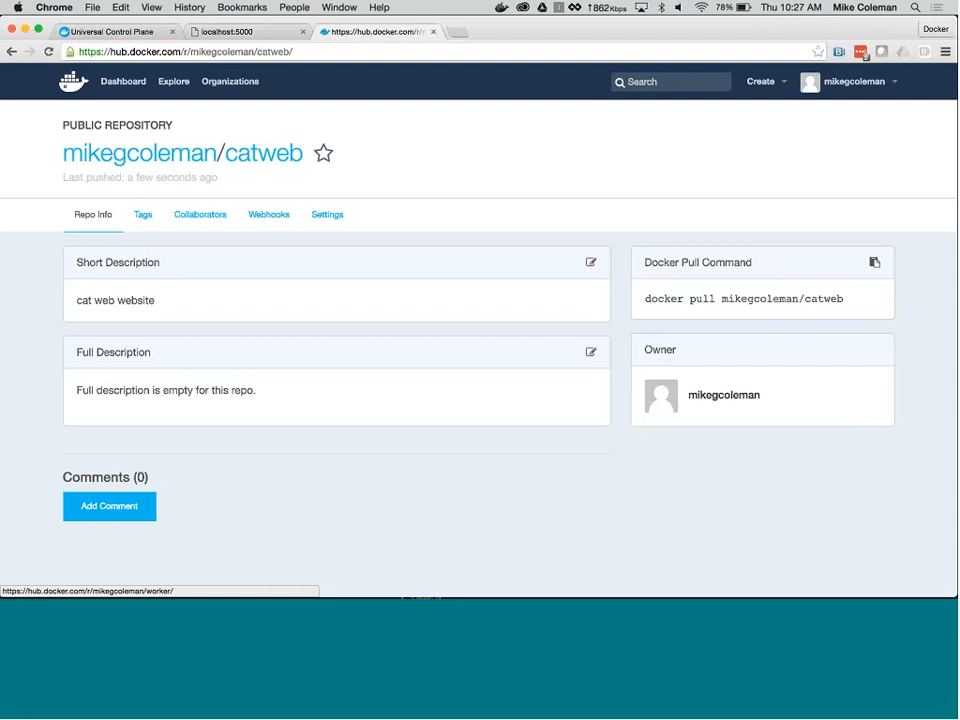 Chrome File Edit View History Bookmarks People Window Help 862Kbps 78% Thu 10:27 AM Mike Coleman
Universal Control Plane × localhost:5000 × https://hub.docker.com/r/ × Docker
https://hub.docker.com/r/mikegcoleman/catweb/
Dashboard Explore Organizations Search Create mikegcoleman
PUBLIC REPOSITORY
mikegcoleman/catweb
Last pushed: a few seconds ago
Repo Info Tags Collaborators Webhooks Settings
Short Description
cat web website
Docker Pull Command
docker pull mikegcoleman/catweb
Full Description
Full description is empty for this repo.
Owner
mikegcoleman
Comments (0)
Add Comment
https://hub.docker.com/r/mikegcoleman/worker/